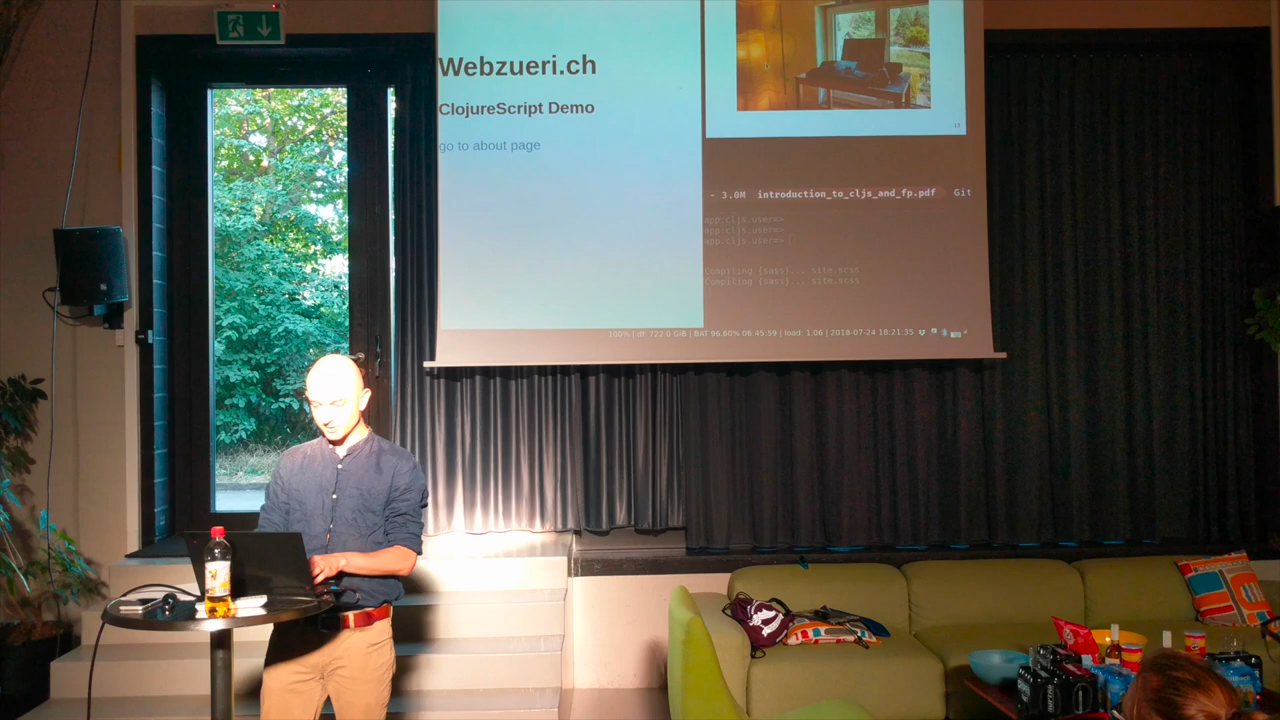 Webzueri.ch
ClojureScript Demo
go to about page
13
- 3.0M introduction_to_cljs_and_fp.pdf Git
app:cljs.user=>
app:cljs.user=>
app:cljs.user=>
Compiling {sass}... site.scss
Compiling {sass}... site.scss
100% | df: 722.0 GiB | BAT 96.60% 06:45:59 | load: 1.06 | 2018-07-24 18:21:35